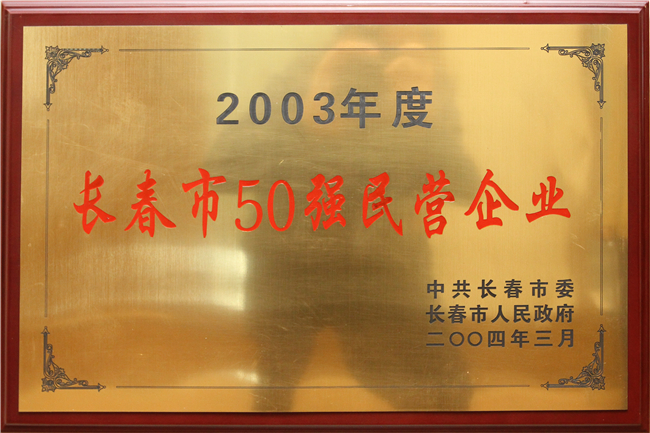 2003年度
长春市50强民营企业
中共长春市委
长春市人民政府
二〇〇四年三月